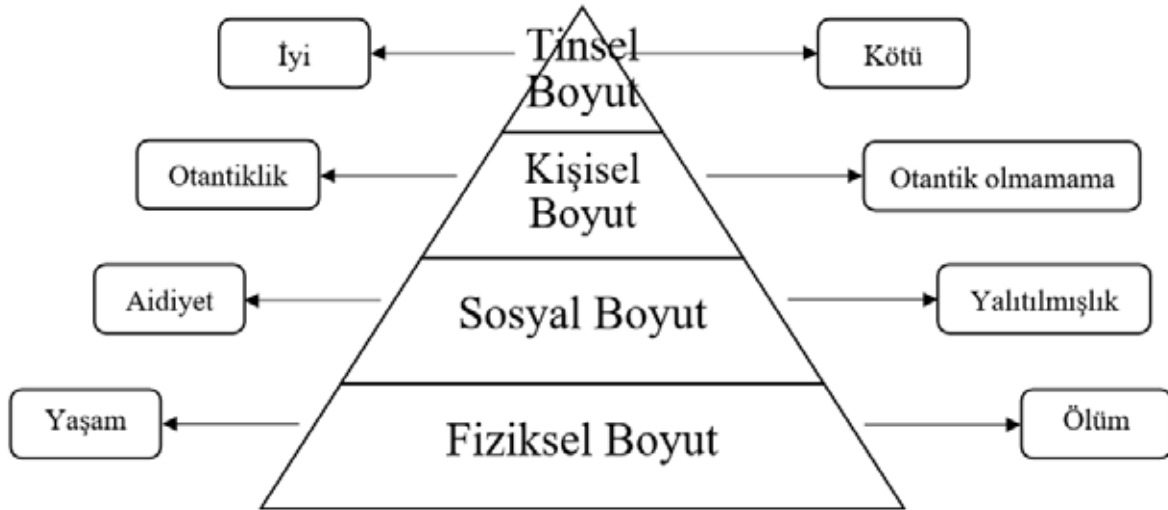 İyi
Tinsel
Boyut
Kötü
Otantiklik
Kişisel
Boyut
Otantik olmamama
Aidiyet
Sosyal Boyut
Yalıtılmışlık
Yaşam
Fiziksel Boyut
Ölüm